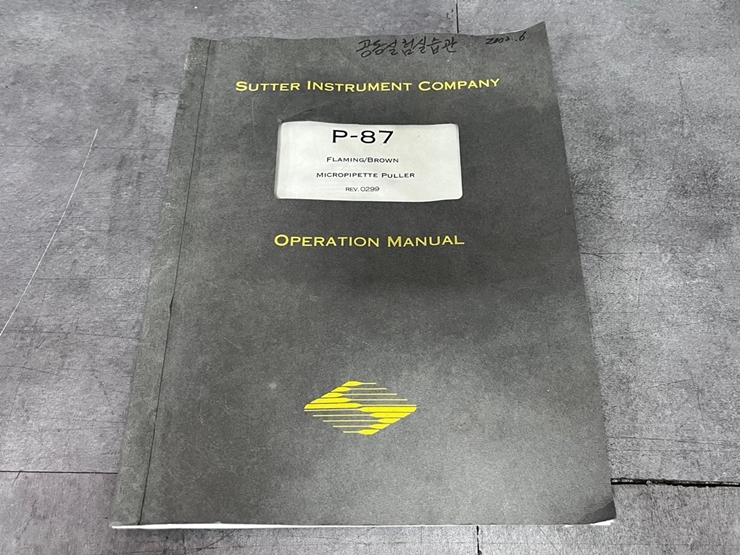 공동실험실습관 2002.6
SUTTER INSTRUMENT COMPANY
P-87
FLAMING/BROWN
MICROPIPETTE PULLER
REV. 0299
OPERATION MANUAL